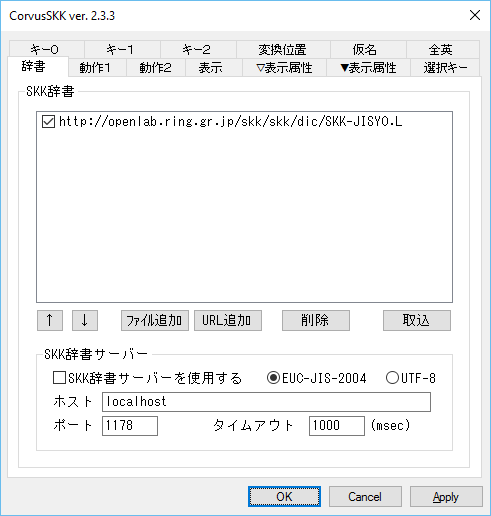 CorvusSKK ver. 2.3.3
キー0 キー1 キー2 変換位置 仮名 全英
辞書 動作1 動作2 表示 ▽表示属性 ▼表示属性 選択キー
SKK辞書
http://openlab.ring.gr.jp/skk/skk/dic/SKK-JISYO.L
↑ ↓ ファイル追加 URL追加 削除 取込
SKK辞書サーバー
SKK辞書サーバーを使用する EUC-JIS-2004 UTF-8
ホスト localhost
ポート 1178 タイムアウト 1000 (msec)
OK Cancel Apply